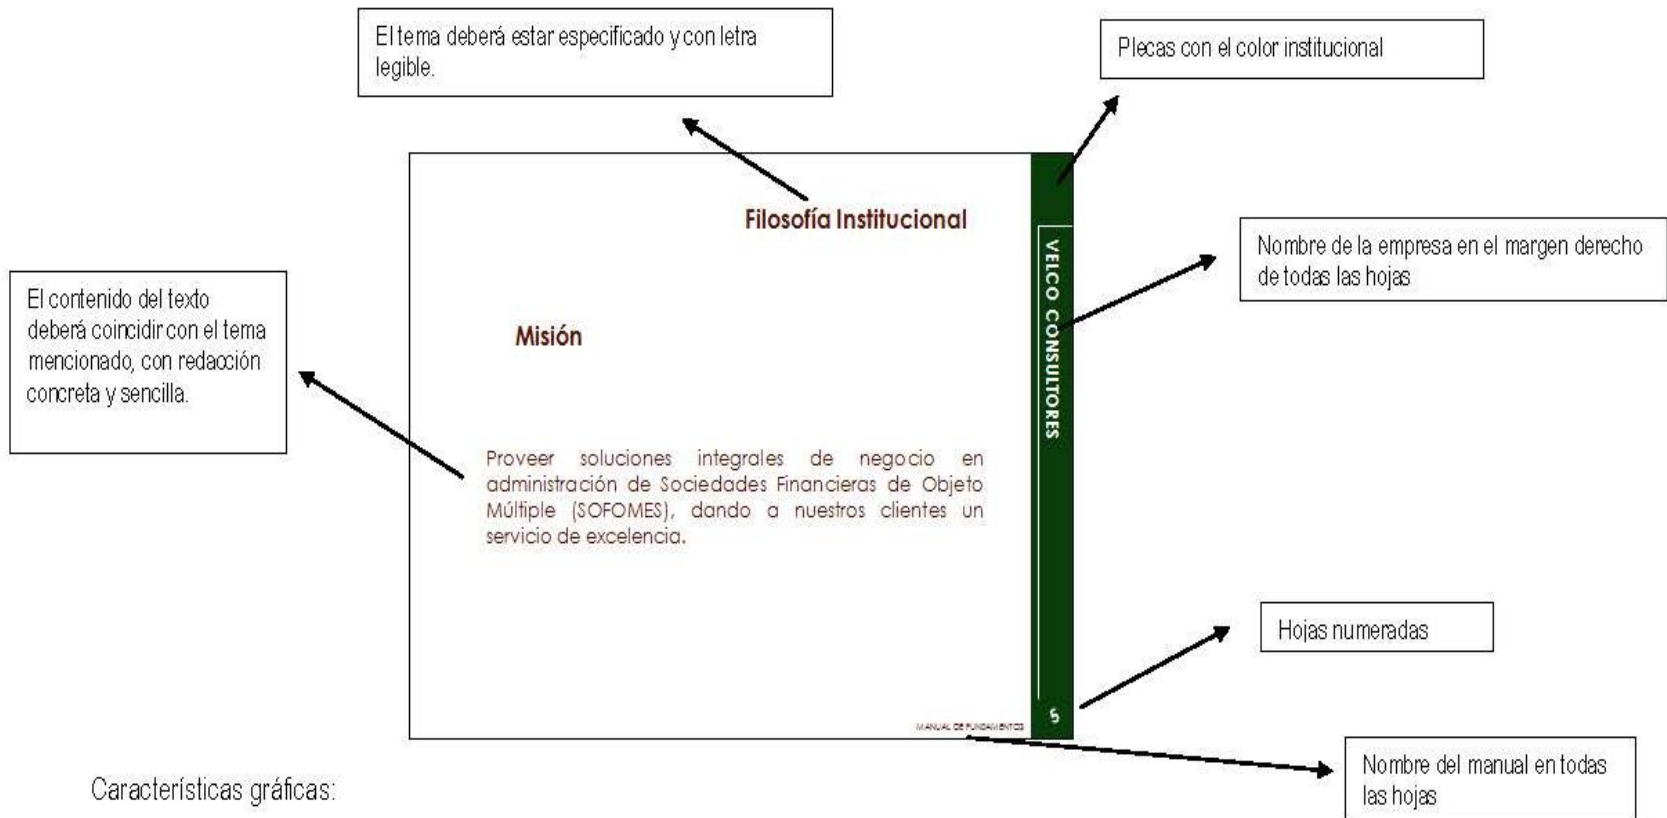 El tema deberá estar especificado y con letra
legible.
Plecas con el color institucional
Filosofía Institucional
VELCO CONSULTORES
Nombre de la empresa en el margen derecho
de todas las hojas
El contenido del texto
deberá coincidir con el tema
mencionado, con redacción
concreta y sencilla.
Misión
Proveer soluciones integrales de negocio en
administración de Sociedades Financieras de Objeto
Múltiple (SOFOMES), dando a nuestros clientes un
servicio de excelencia.
Hojas numeradas
5
MANUAL DE FUNDAMENTOS
Nombre del manual en todas
las hojas
Características gráficas: